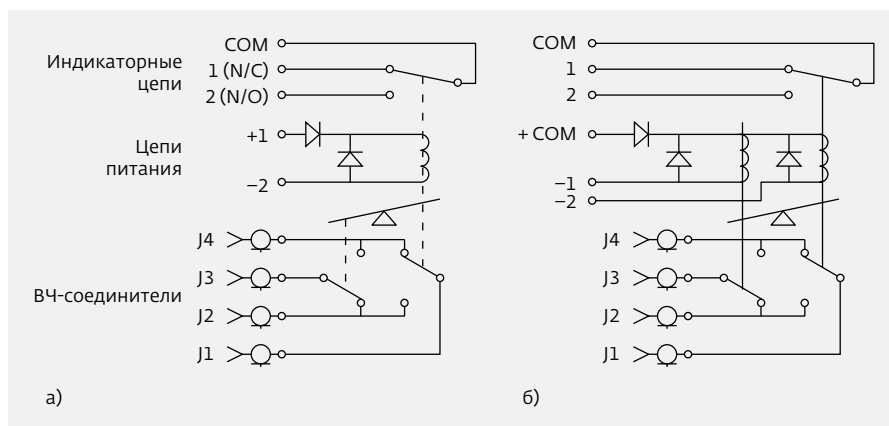 Индикаторные
цепи
COM
1 (N/C)
2 (N/O)
Цепи
питания
+1
−2
ВЧ-соединители
J4
J3
J2
J1
а)
COM
1
2
+ COM
−1
−2
J4
J3
J2
J1
б)